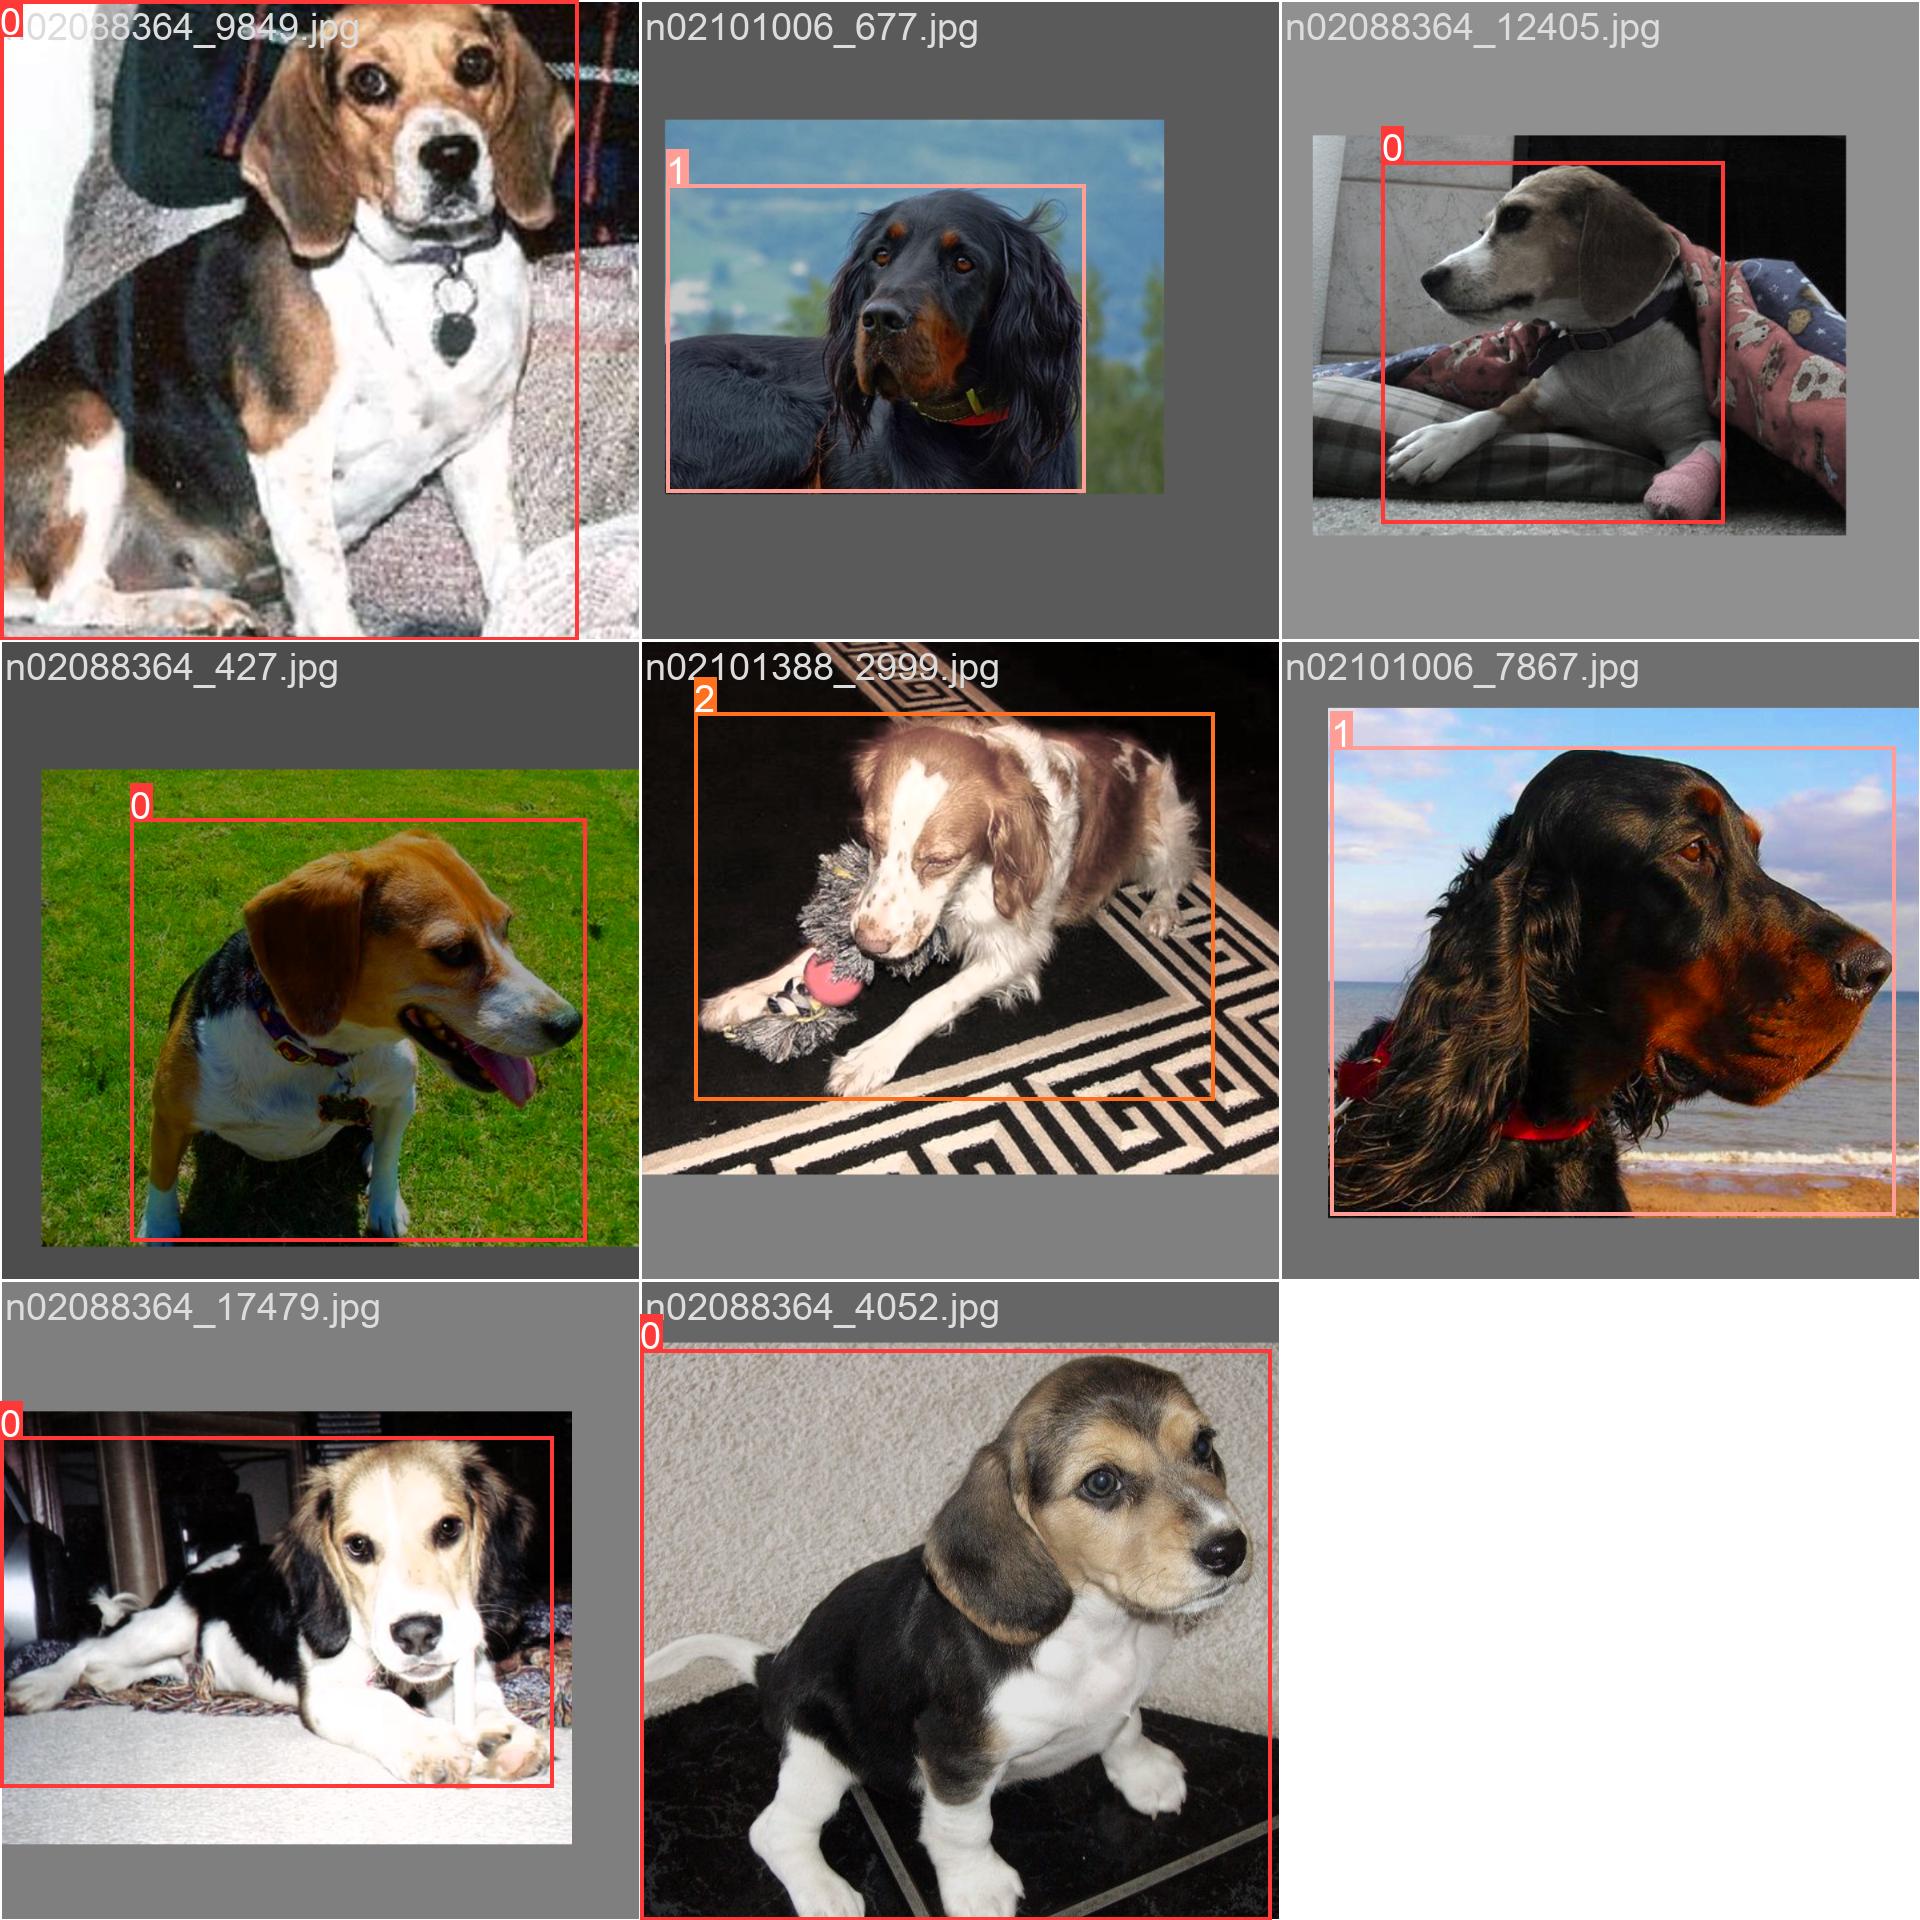 0
n02088364_9849.jpg
n02101006_677.jpg
1
n02088364_12405.jpg
0
n02088364_427.jpg
0
n02101388_2999.jpg
2
n02101006_7867.jpg
1
n02088364_17479.jpg
0
n02088364_4052.jpg
0